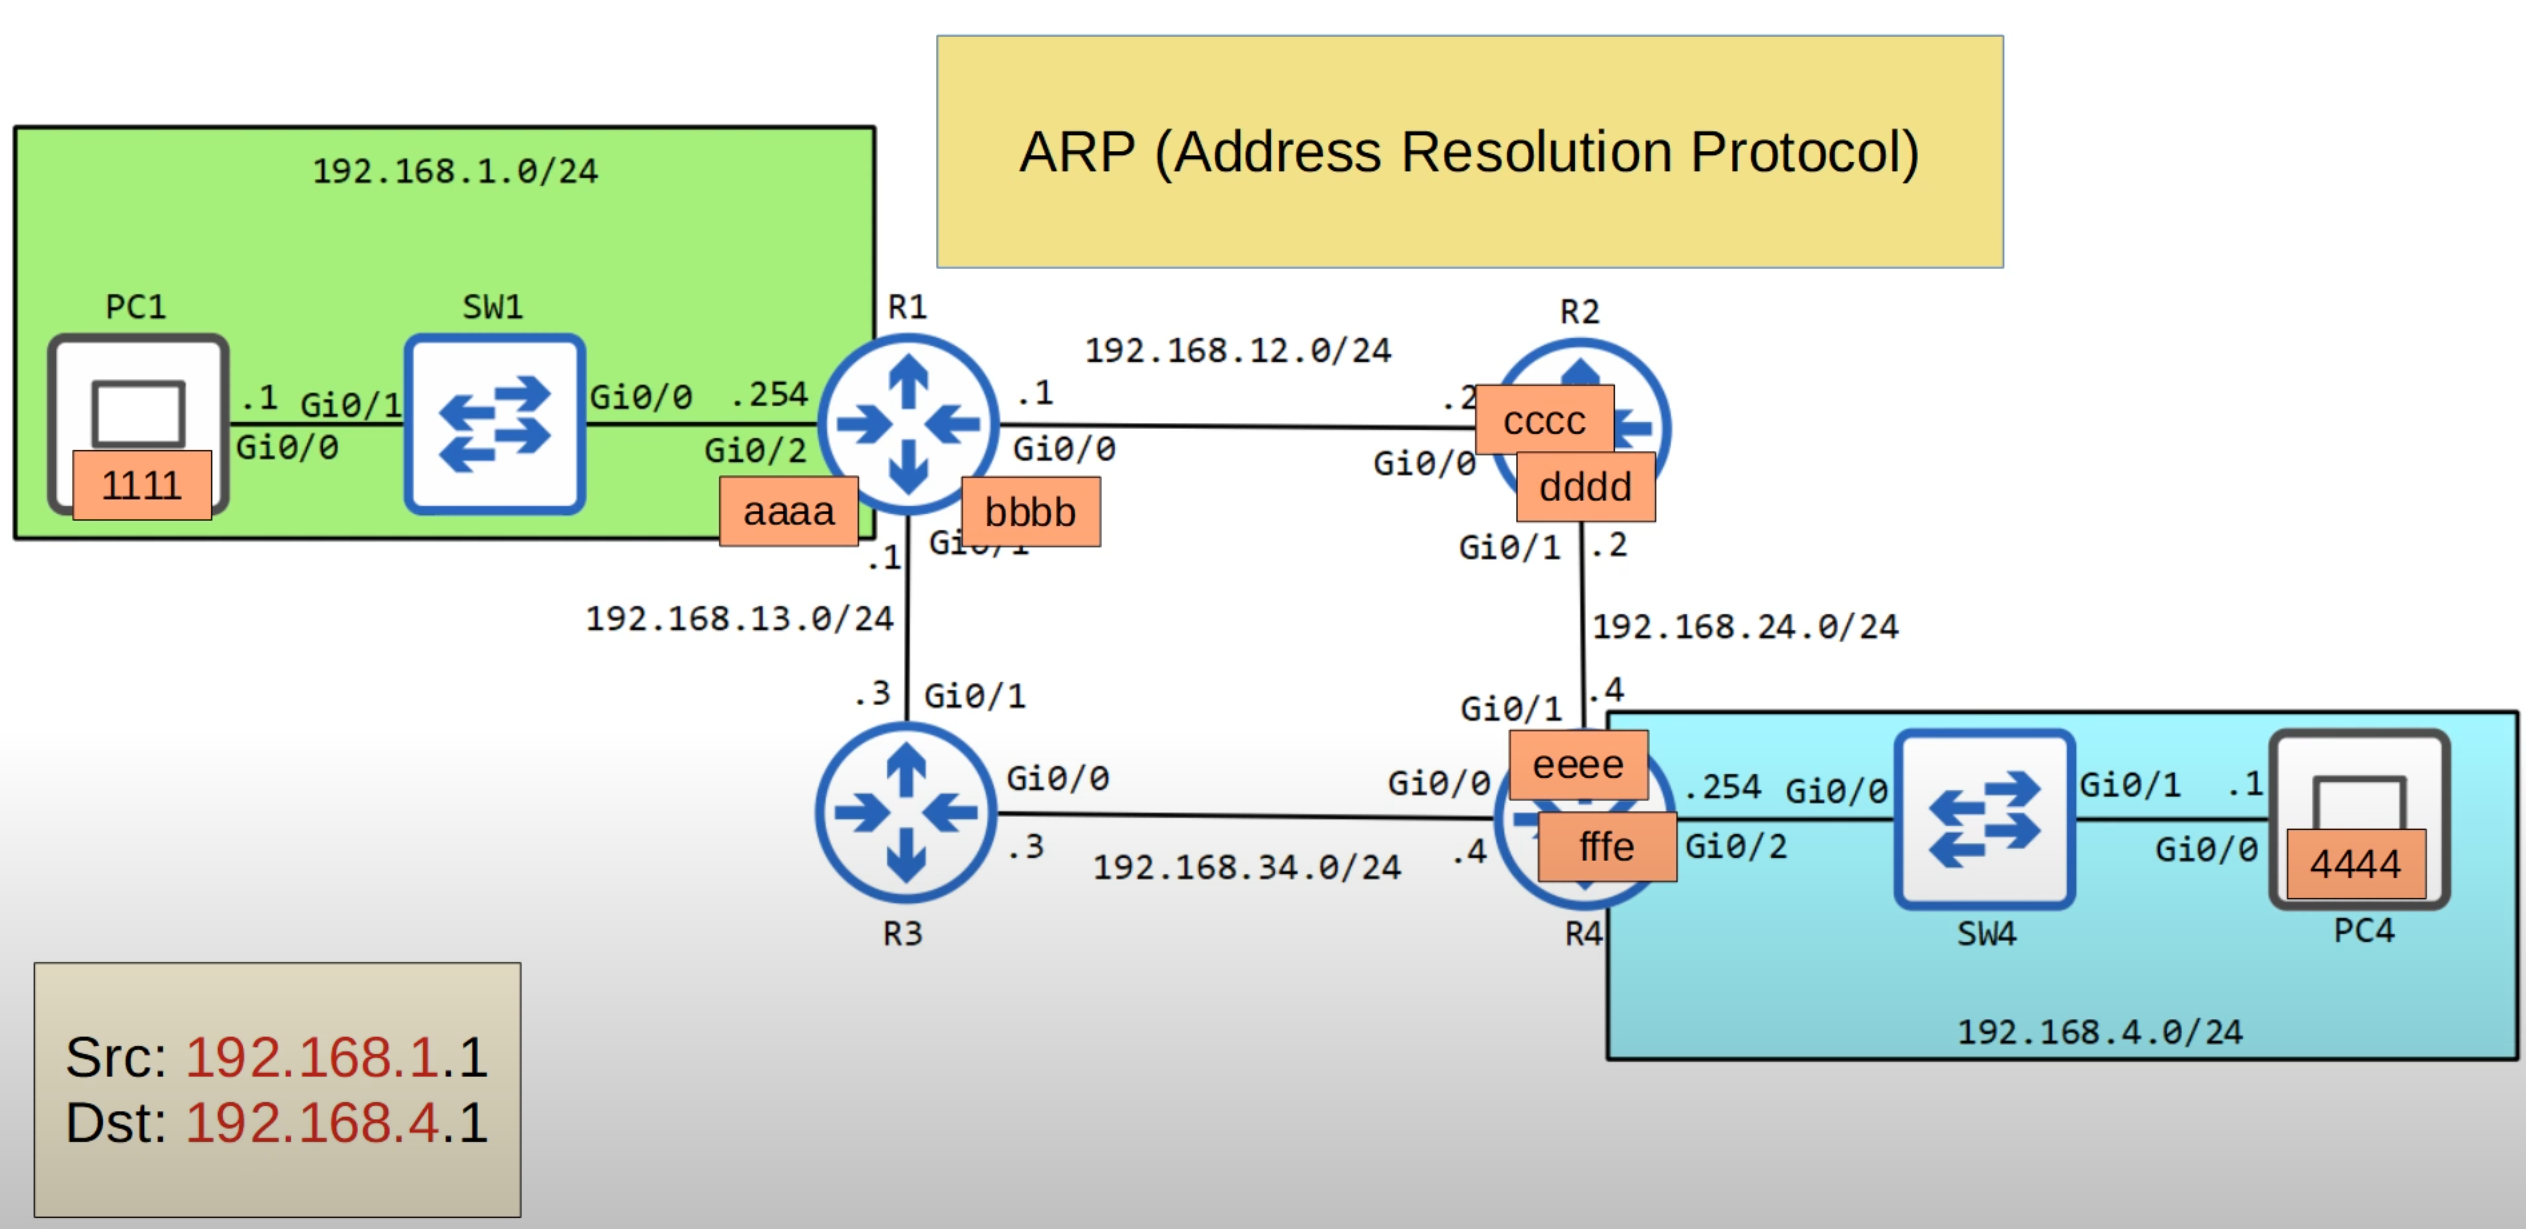 ARP (Address Resolution Protocol)
192.168.1.0/24
PC1
SW1
R1
R2
192.168.12.0/24
.1
Gi0/1
Gi0/0
Gi0/0
.254
Gi0/2
.1
Gi0/0
.2
Gi0/0
1111
aaaa
bbbb
cccc
dddd
.1
Gi0/1
Gi0/1
.2
192.168.13.0/24
192.168.24.0/24
.3
Gi0/1
Gi0/1
.4
Gi0/0
.3
192.168.34.0/24
Gi0/0
.4
eeee
fffe
.254
Gi0/0
Gi0/2
Gi0/1
.1
Gi0/0
4444
R3
R4
SW4
PC4
192.168.4.0/24
Src: 192.168.1.1
Dst: 192.168.4.1